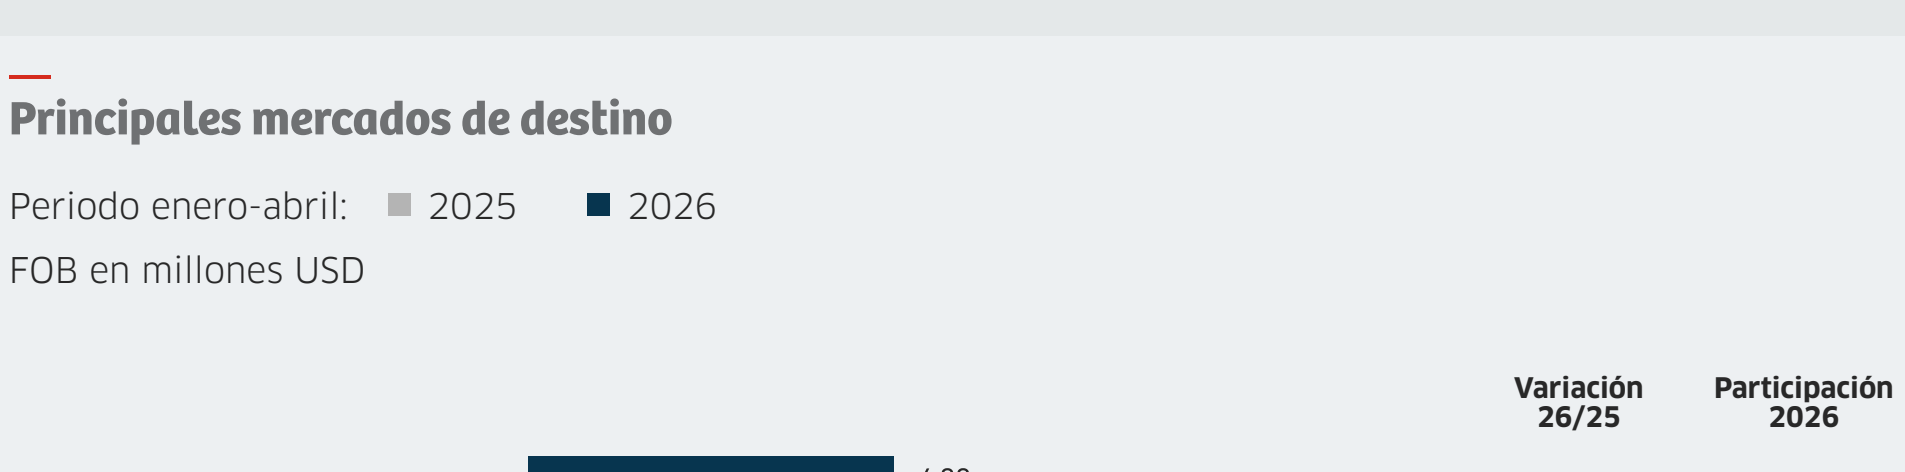 Principales mercados de destino
Periodo enero-abril: 2025 2026
FOB en millones USD
Variación 26/25
Participación 2026